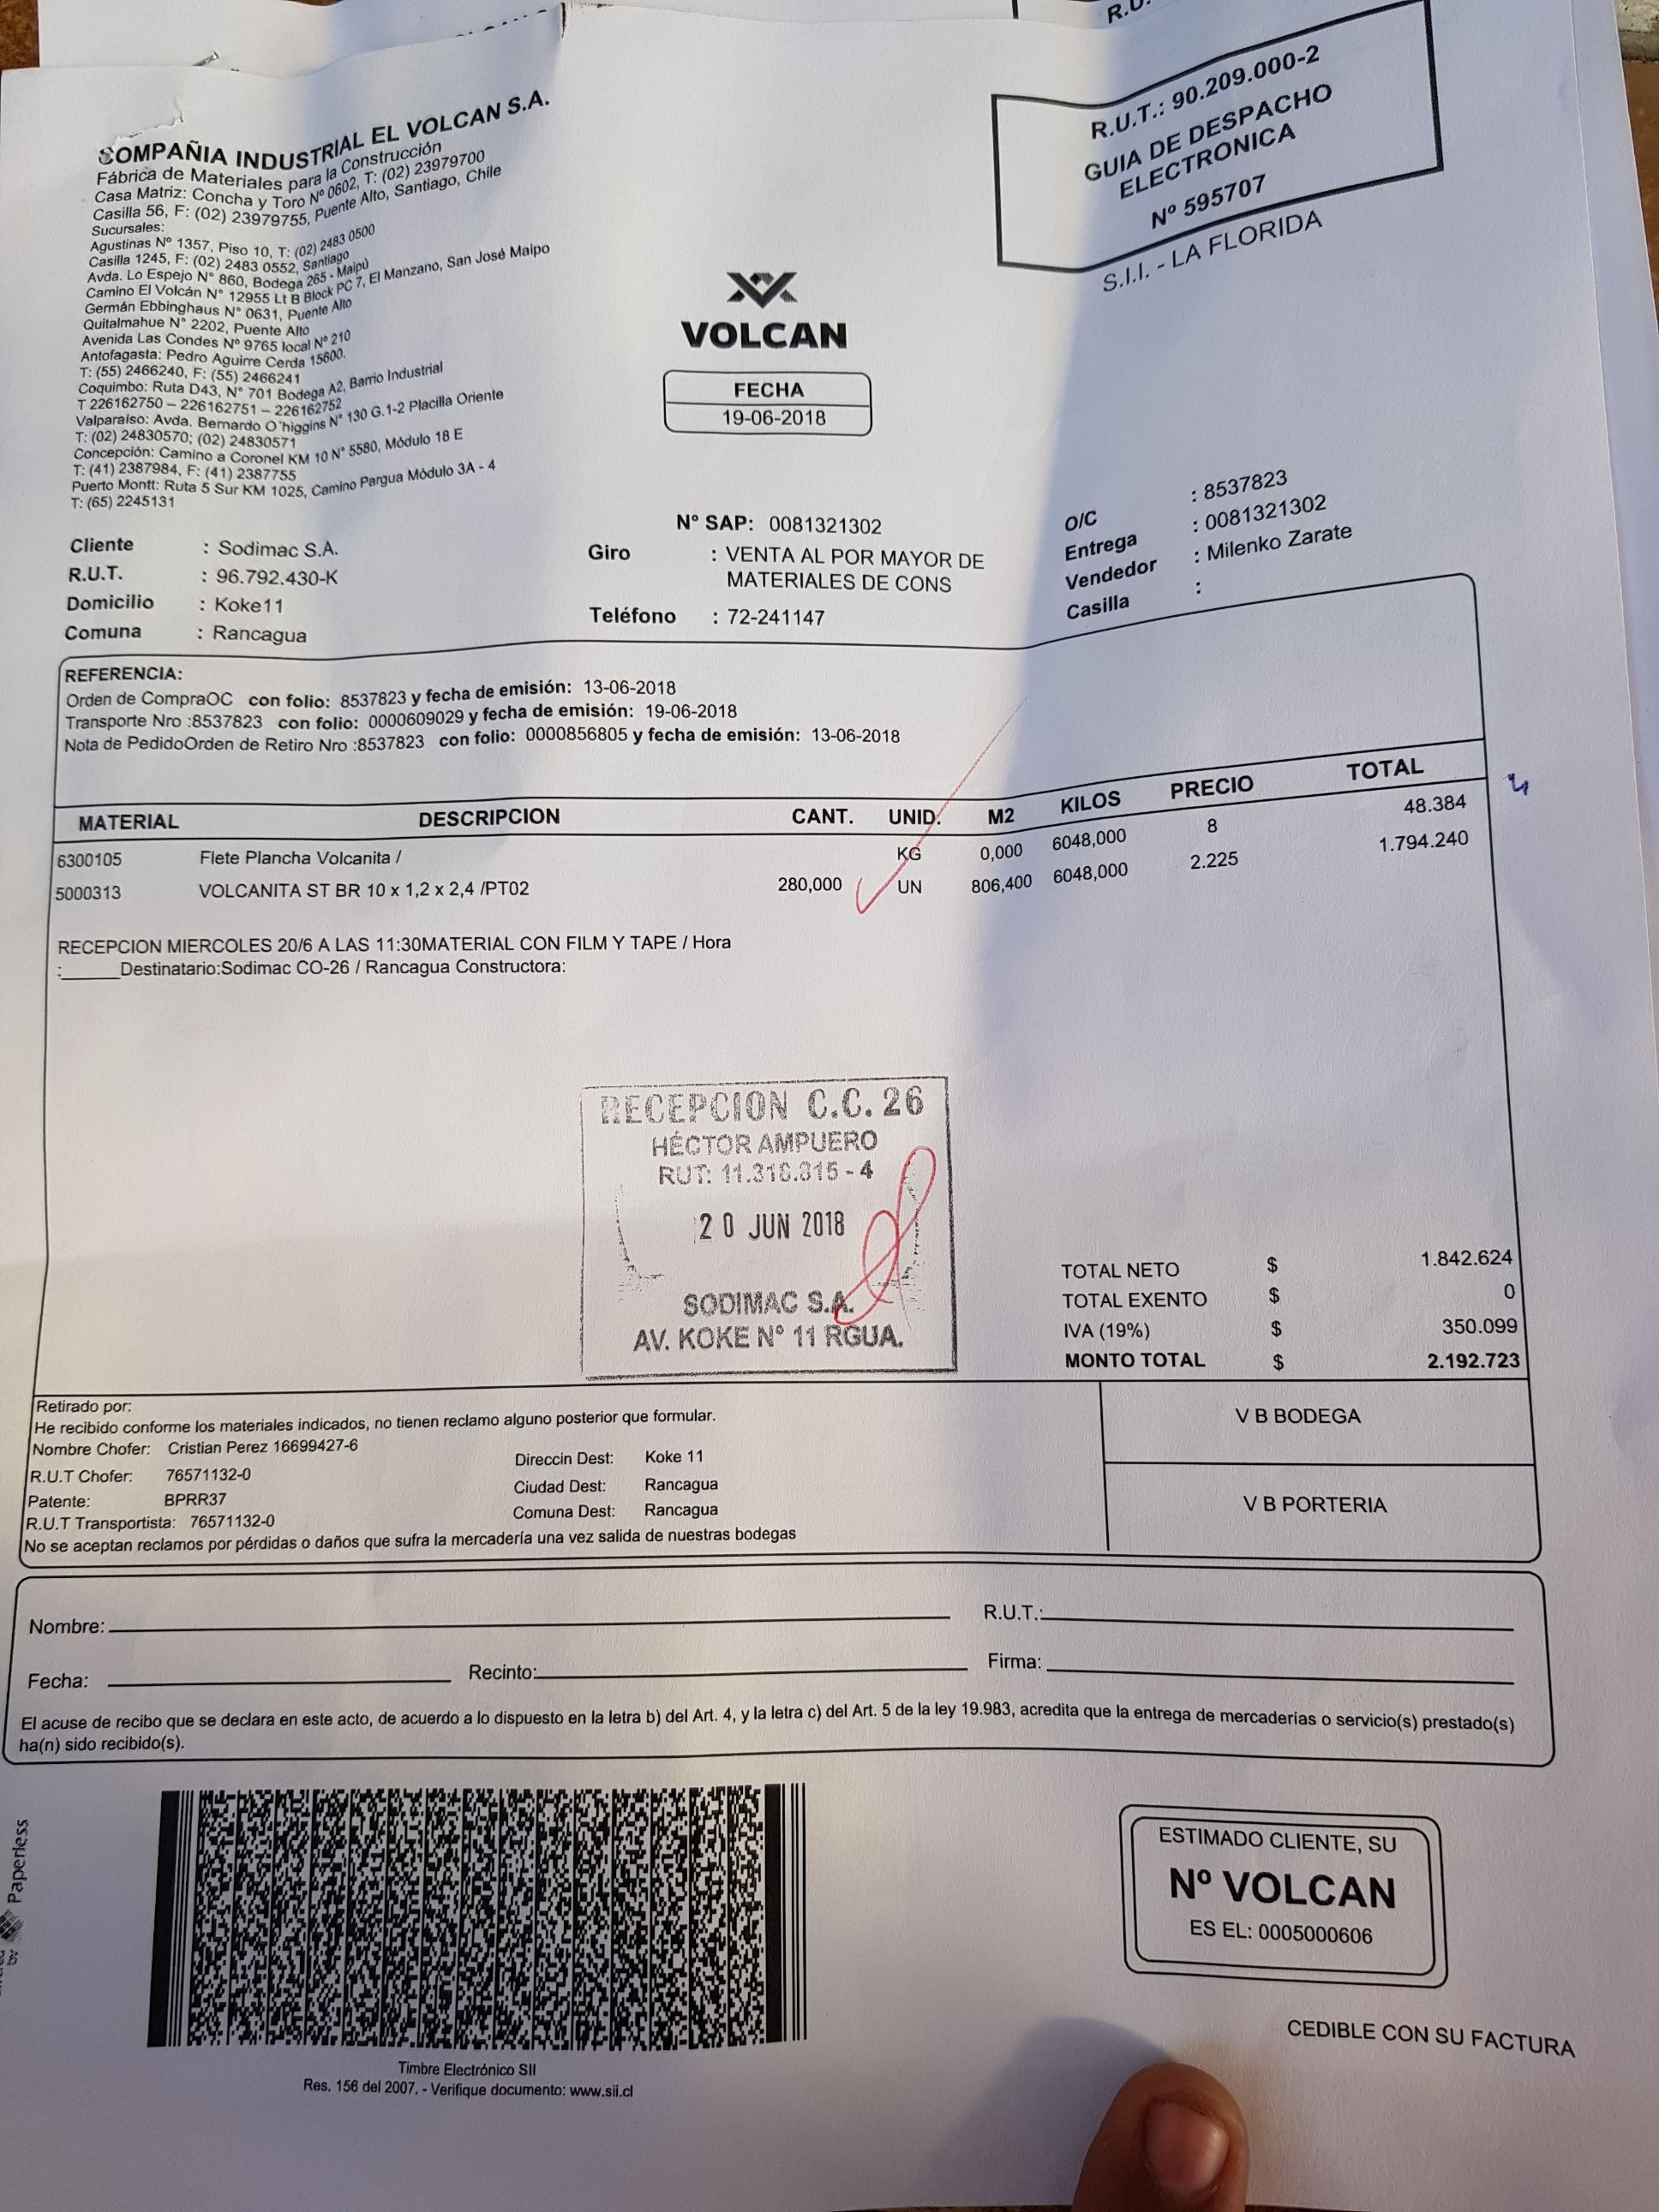 COMPAÑIA INDUSTRIAL EL VOLCAN S.A.
Fábrica de Materiales para la Construcción
Casa Matriz: Concha y Toro Nº 0602, T: (02) 23979700
Casilla 56, F: (02) 23979755, Puente Alto, Santiago, Chile
Sucursales:
Agustinas N° 1357, Piso 10, T: (02) 2483 0500
Casilla 1245, F: (02) 2483 0552, Santiago
Avda. Lo Espejo N° 860, Bodega 265 - Maipú
Camino El Volcán N° 12955 Lt B Block PC 7, El Manzano, San José Maipo
Germán Ebbinghaus N° 0631, Puente Alto
Quitalmahue N° 2202, Puente Alto
Avenida Las Condes Nº 9765 local Nº 210
Antofagasta: Pedro Aguirre Cerda 15600.
T: (55) 2466240, F: (55) 2466241
Coquimbo: Ruta D43, N° 701 Bodega A2, Barrio Industrial
T 226162750 – 226162751 – 226162752
Valparaíso: Avda. Bernardo O´higgins N° 130 G.1-2 Placilla Oriente
T: (02) 24830570; (02) 24830571
Concepción: Camino a Coronel KM 10 N° 5580, Módulo 18 E
T: (41) 2387984, F: (41) 2387755
Puerto Montt: Ruta 5 Sur KM 1025, Camino Pargua Módulo 3A - 4
T: (65) 2245131
R.U.T.: 90.209.000-2
GUIA DE DESPACHO
ELECTRONICA
Nº 595707
S.I.I. - LA FLORIDA
VOLCAN
FECHA
19-06-2018
Nº SAP: 0081321302
Cliente : Sodimac S.A.
R.U.T. : 96.792.430-K
Domicilio : Koke11
Comuna : Rancagua
Giro : VENTA AL POR MAYOR DE
MATERIALES DE CONS
Teléfono : 72-241147
O/C : 8537823
Entrega : 0081321302
Vendedor : Milenko Zarate
Casilla :
REFERENCIA:
Orden de CompraOC con folio: 8537823 y fecha de emisión: 13-06-2018
Transporte Nro :8537823 con folio: 0000609029 y fecha de emisión: 19-06-2018
Nota de PedidoOrden de Retiro Nro :8537823 con folio: 0000856805 y fecha de emisión: 13-06-2018
MATERIAL DESCRIPCION CANT. UNID. M2 KILOS PRECIO TOTAL
6300105 Flete Plancha Volcanita / KG 0,000 6048,000 8 48.384
5000313 VOLCANITA ST BR 10 x 1,2 x 2,4 /PT02 280,000 UN 806,400 6048,000 2.225 1.794.240
RECEPCION MIERCOLES 20/6 A LAS 11:30MATERIAL CON FILM Y TAPE / Hora
:______Destinatario:Sodimac CO-26 / Rancagua Constructora:
RECEPCION C.C. 26
HÉCTOR AMPUERO
RUT: 11.316.815 - 4
20 JUN 2018
SODIMAC S.A.
AV. KOKE N° 11 RGUA.
TOTAL NETO $ 1.842.624
TOTAL EXENTO $ 0
IVA (19%) $ 350.099
MONTO TOTAL $ 2.192.723
Retirado por:
He recibido conforme los materiales indicados, no tienen reclamo alguno posterior que formular.
Nombre Chofer: Cristian Perez 16699427-6
R.U.T Chofer: 76571132-0
Patente: BPRR37
R.U.T Transportista: 76571132-0
Direccin Dest: Koke 11
Ciudad Dest: Rancagua
Comuna Dest: Rancagua
No se aceptan reclamos por pérdidas o daños que sufra la mercadería una vez salida de nuestras bodegas
V B BODEGA
V B PORTERIA
Nombre:
R.U.T.:
Fecha:
Recinto:
Firma:
El acuse de recibo que se declara en este acto, de acuerdo a lo dispuesto en la letra b) del Art. 4, y la letra c) del Art. 5 de la ley 19.983, acredita que la entrega de mercaderías o servicio(s) prestado(s)
ha(n) sido recibido(s).
Paperless
Timbre Electrónico SII
Res. 156 del 2007. - Verifique documento: www.sii.cl
ESTIMADO CLIENTE, SU
Nº VOLCAN
ES EL: 0005000606
CEDIBLE CON SU FACTURA